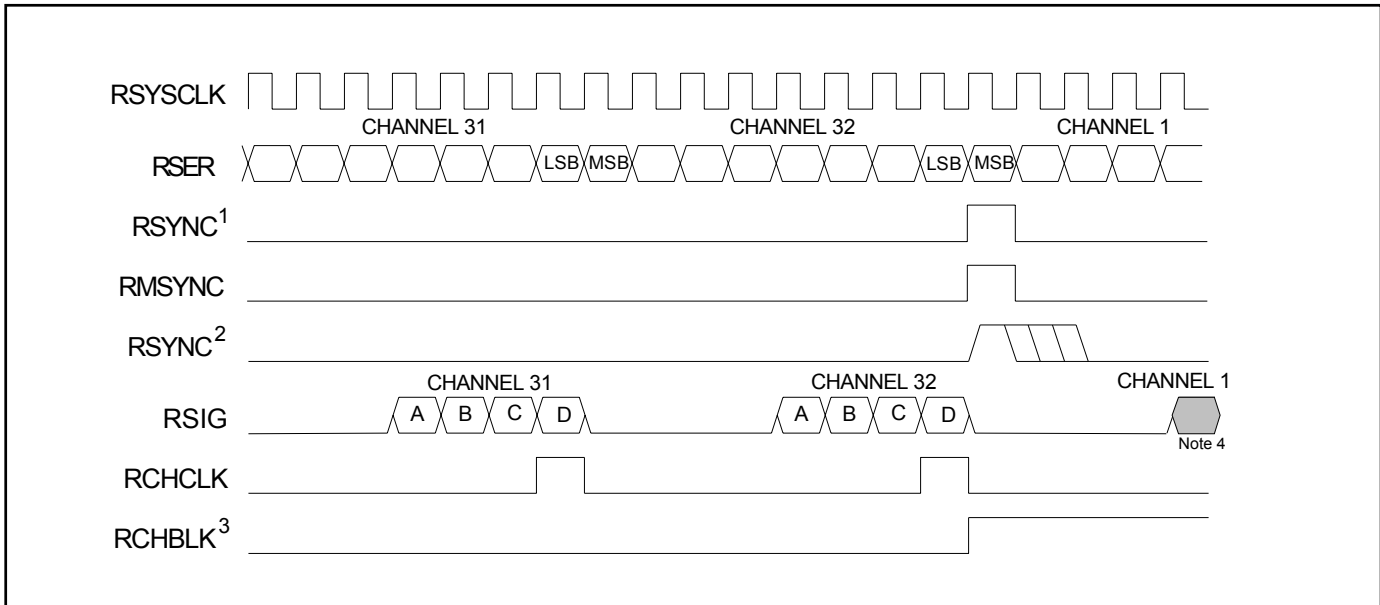 RSYSCLK
CHANNEL 31 CHANNEL 32 CHANNEL 1
RSER LSB MSB LSB MSB
RSYNC1
RMSYNC
RSYNC2
CHANNEL 31 CHANNEL 32 CHANNEL 1
RSIG A B C D A B C D
Note 4
RCHCLK
RCHBLK3